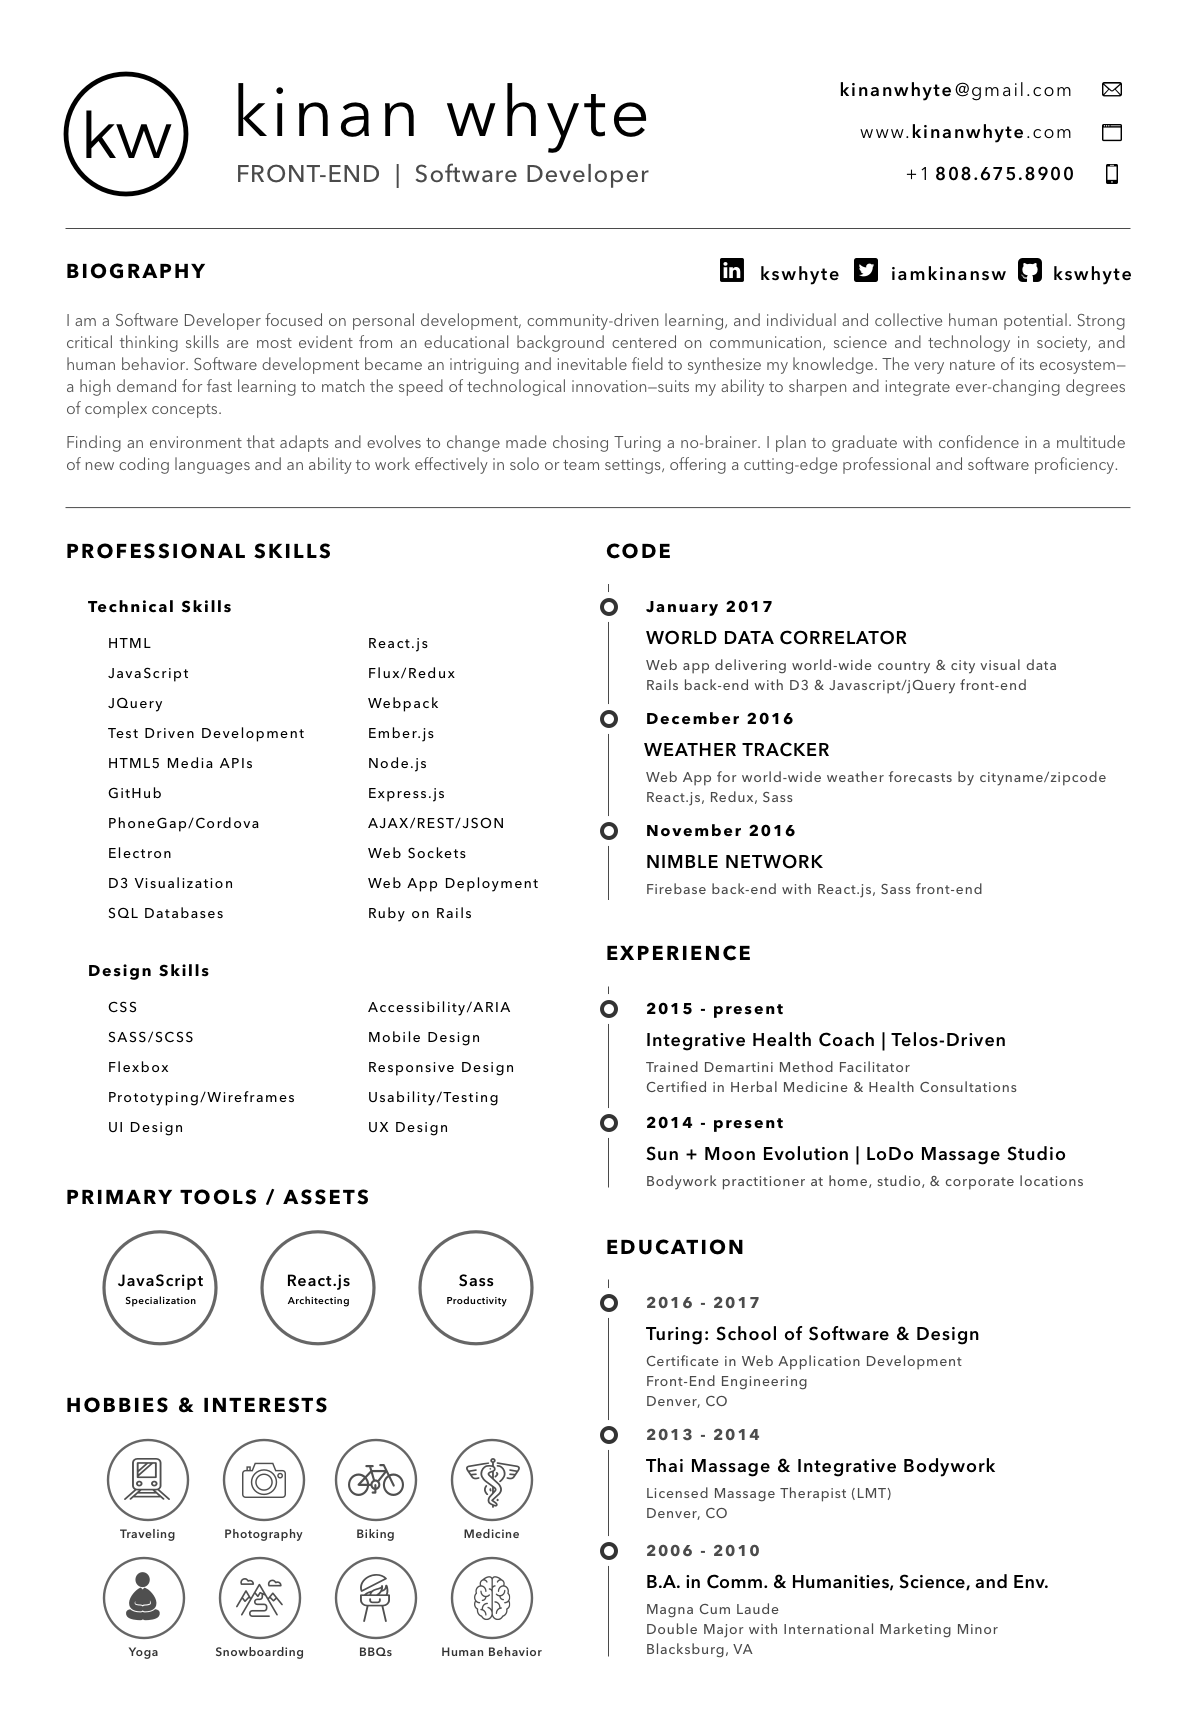 kw
kinan whyte
FRONT-END | Software Developer
kinanwhyte@gmail.com
www.kinanwhyte.com
+1 808.675.8900
BIOGRAPHY
in kswhyte iamkinansw kswhyte
I am a Software Developer focused on personal development, community-driven learning, and individual and collective human potential. Strong
critical thinking skills are most evident from an educational background centered on communication, science and technology in society, and
human behavior. Software development became an intriguing and inevitable field to synthesize my knowledge. The very nature of its ecosystem—
a high demand for fast learning to match the speed of technological innovation—suits my ability to sharpen and integrate ever-changing degrees
of complex concepts.
Finding an environment that adapts and evolves to change made chosing Turing a no-brainer. I plan to graduate with confidence in a multitude
of new coding languages and an ability to work effectively in solo or team settings, offering a cutting-edge professional and software proficiency.
PROFESSIONAL SKILLS
Technical Skills
HTML
JavaScript
JQuery
Test Driven Development
HTML5 Media APIs
GitHub
PhoneGap/Cordova
Electron
D3 Visualization
SQL Databases
React.js
Flux/Redux
Webpack
Ember.js
Node.js
Express.js
AJAX/REST/JSON
Web Sockets
Web App Deployment
Ruby on Rails
Design Skills
CSS
SASS/SCSS
Flexbox
Prototyping/Wireframes
UI Design
Accessibility/ARIA
Mobile Design
Responsive Design
Usability/Testing
UX Design
PRIMARY TOOLS / ASSETS
JavaScript
Specialization
React.js
Architecting
Sass
Productivity
HOBBIES & INTERESTS
Traveling
Photography
Biking
Medicine
Yoga
Snowboarding
BBQs
Human Behavior
CODE
January 2017
WORLD DATA CORRELATOR
Web app delivering world-wide country & city visual data
Rails back-end with D3 & Javascript/jQuery front-end
December 2016
WEATHER TRACKER
Web App for world-wide weather forecasts by cityname/zipcode
React.js, Redux, Sass
November 2016
NIMBLE NETWORK
Firebase back-end with React.js, Sass front-end
EXPERIENCE
2015 - present
Integrative Health Coach | Telos-Driven
Trained Demartini Method Facilitator
Certified in Herbal Medicine & Health Consultations
2014 - present
Sun + Moon Evolution | LoDo Massage Studio
Bodywork practitioner at home, studio, & corporate locations
EDUCATION
2016 - 2017
Turing: School of Software & Design
Certificate in Web Application Development
Front-End Engineering
Denver, CO
2013 - 2014
Thai Massage & Integrative Bodywork
Licensed Massage Therapist (LMT)
Denver, CO
2006 - 2010
B.A. in Comm. & Humanities, Science, and Env.
Magna Cum Laude
Double Major with International Marketing Minor
Blacksburg, VA